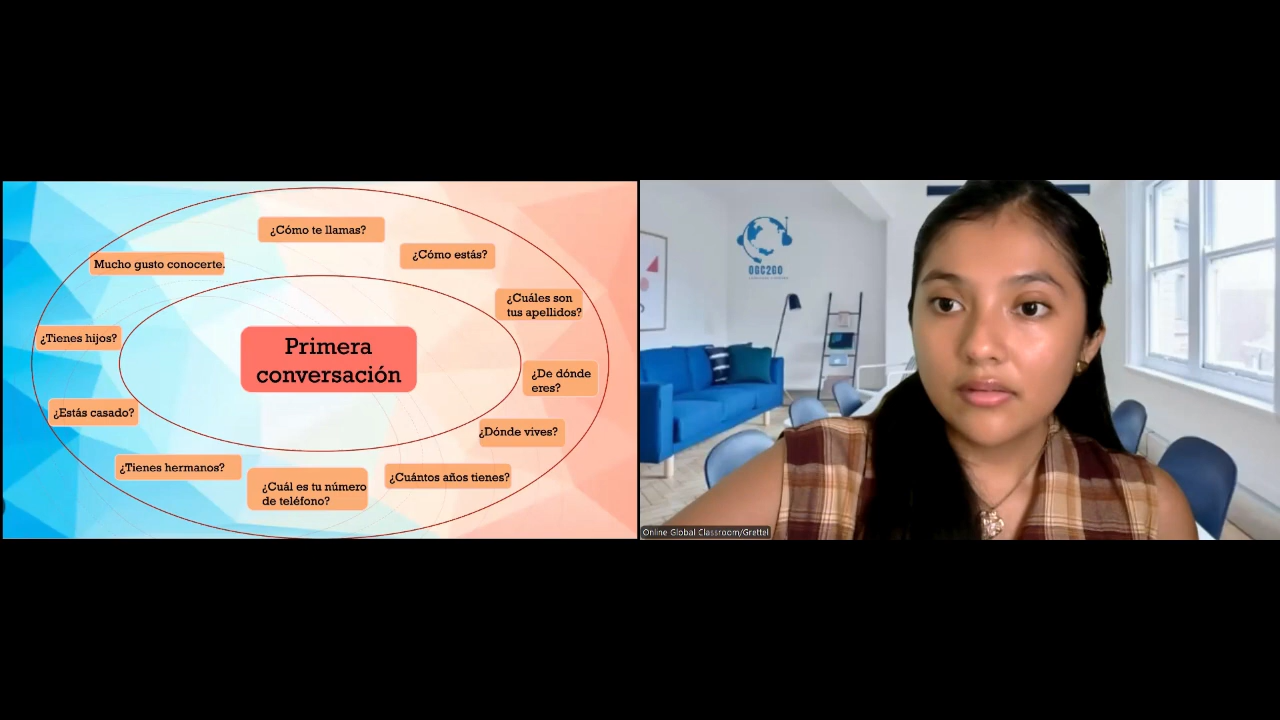 ¿Cómo te llamas?
¿Cómo estás?
¿Cuáles son
tus apellidos?
¿De dónde
eres?
¿Dónde vives?
¿Cuántos años tienes?
¿Cuál es tu número
de teléfono?
¿Tienes hermanos?
¿Estás casado?
¿Tienes hijos?
Mucho gusto conocerte.
Primera
conversación
OGC2GO
Online Global Classroom/Grettel